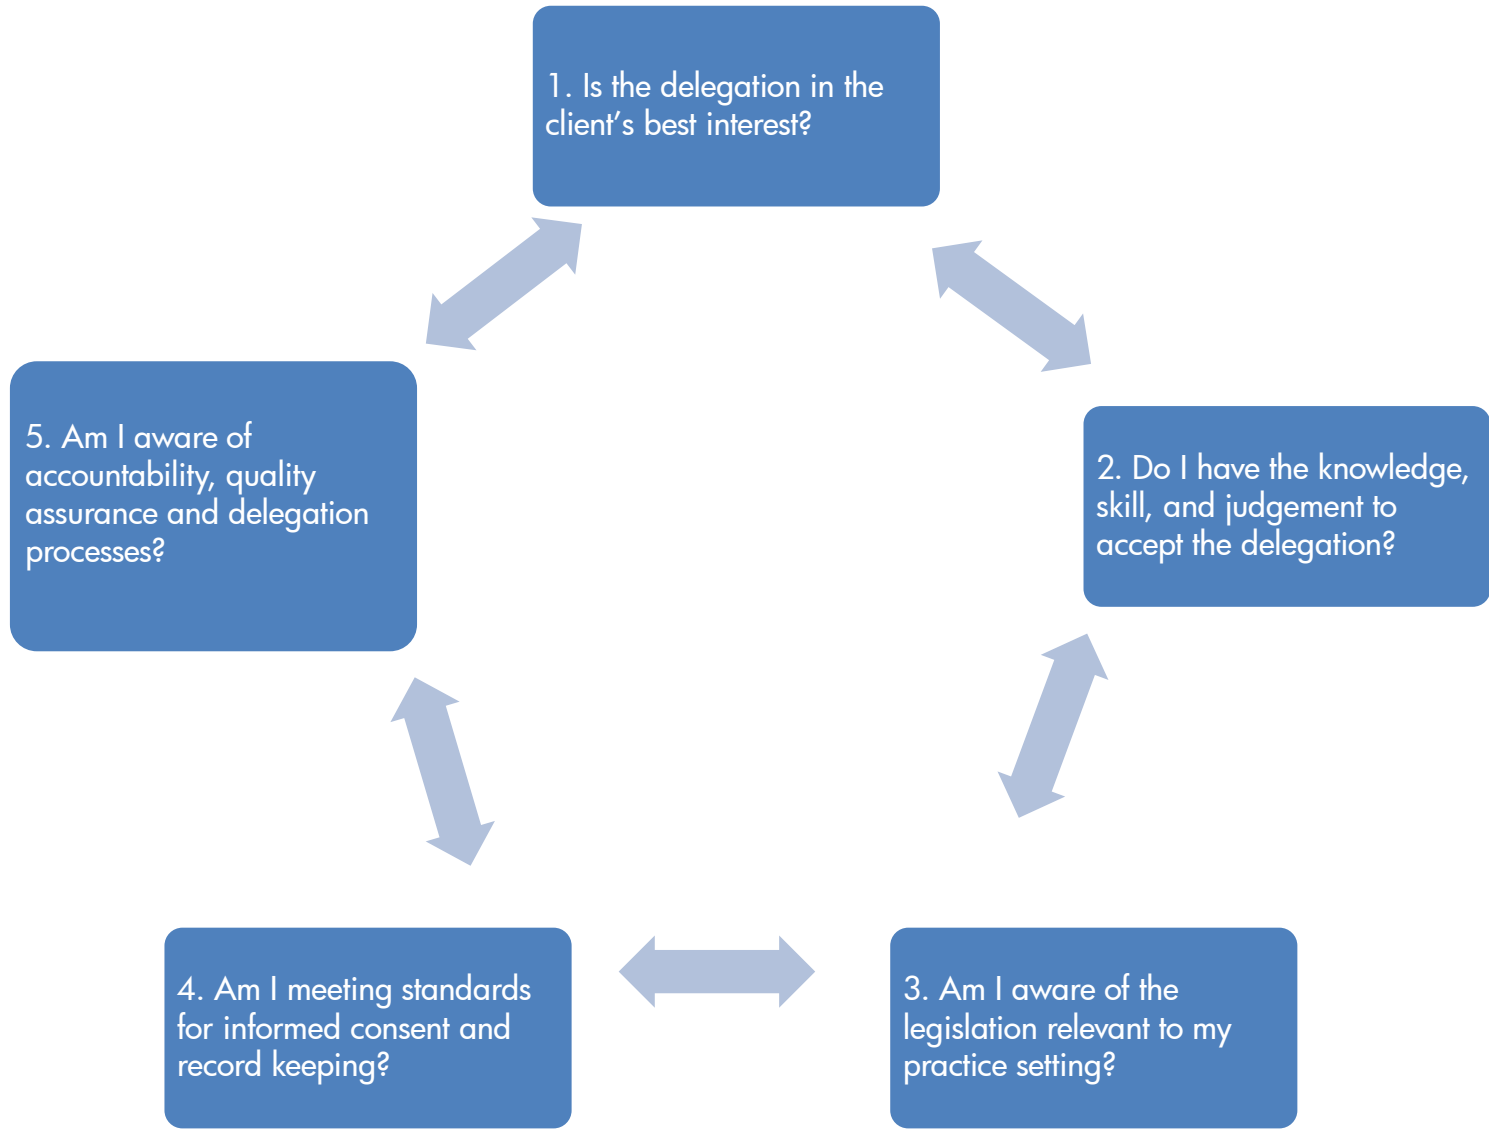 1. Is the delegation in the
client’s best interest?
2. Do I have the knowledge,
skill, and judgement to
accept the delegation?
3. Am I aware of the
legislation relevant to my
practice setting?
4. Am I meeting standards
for informed consent and
record keeping?
5. Am I aware of
accountability, quality
assurance and delegation
processes?